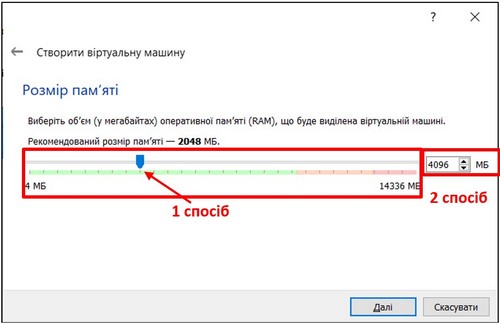 Створити віртуальну машину
Розмір пам'яті
Виберіть об'єм (у мегабайтах) оперативної пам'яті (RAM), що буде виділена віртуальній машині.
Рекомендований розмір пам'яті — 2048 МБ.
4096 МБ
4 МБ 14336 МБ
1 спосіб 2 спосіб
Далі Скасувати